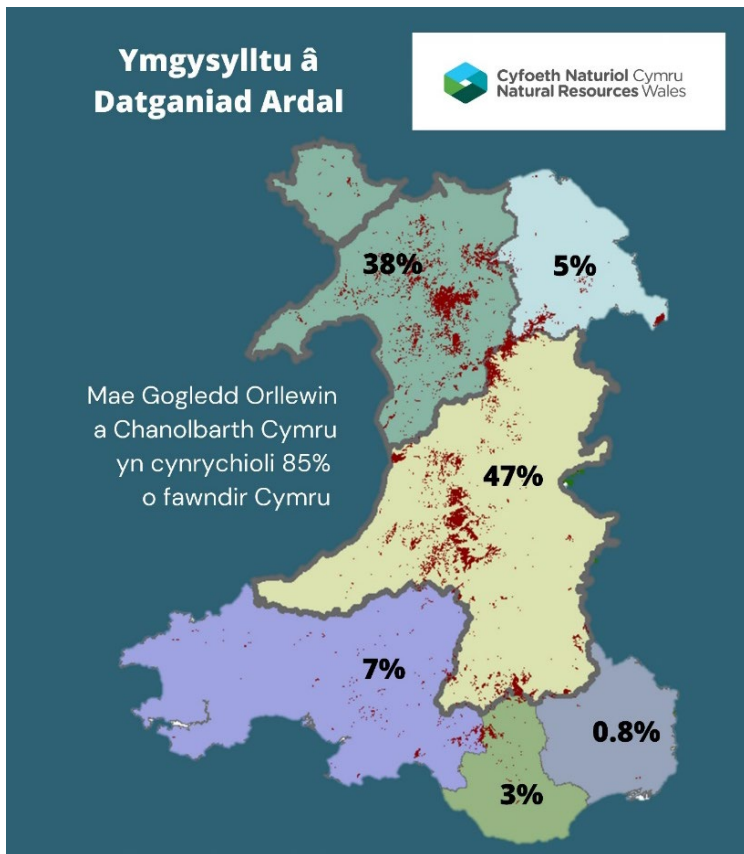 Ymgysylltu â
Datganiad Ardal
Cyfoeth Naturiol Cymru
Natural Resources Wales
38%
5%
Mae Gogledd Orllewin
a Chanolbarth Cymru
yn cynrychioli 85%
o fawndir Cymru
47%
7%
0.8%
3%